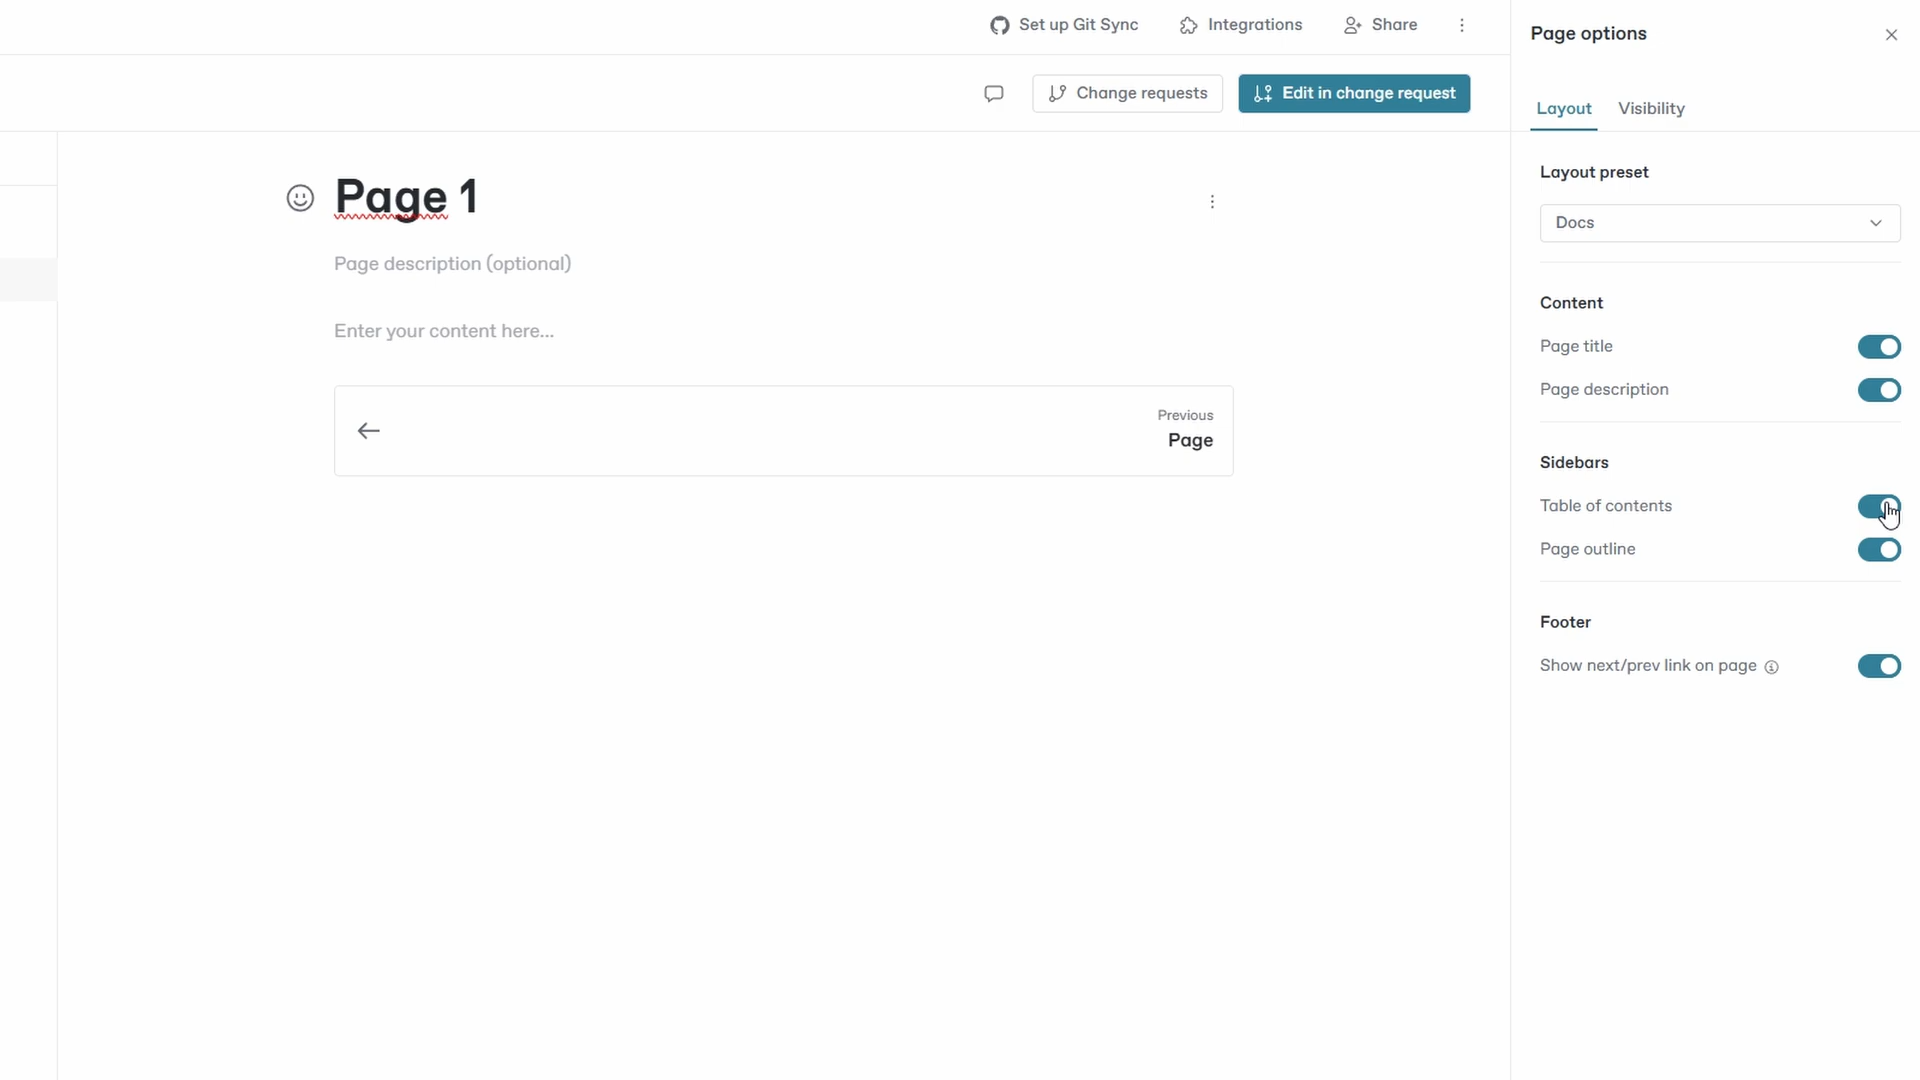 Set up Git Sync
Integrations
Share
Page options
Change requests
Edit in change request
Layout
Visibility
Page 1
Page description (optional)
Enter your content here...
Previous
Page
Layout preset
Docs
Content
Page title
Page description
Sidebars
Table of contents
Page outline
Footer
Show next/prev link on page